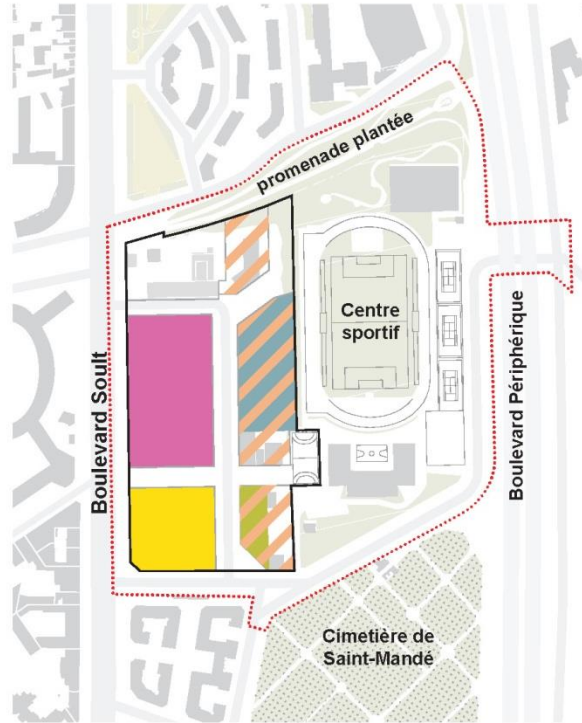 promenade plantée
Centre
sportif
Boulevard Soult
Boulevard Périphérique
Cimetière de
Saint-Mandé